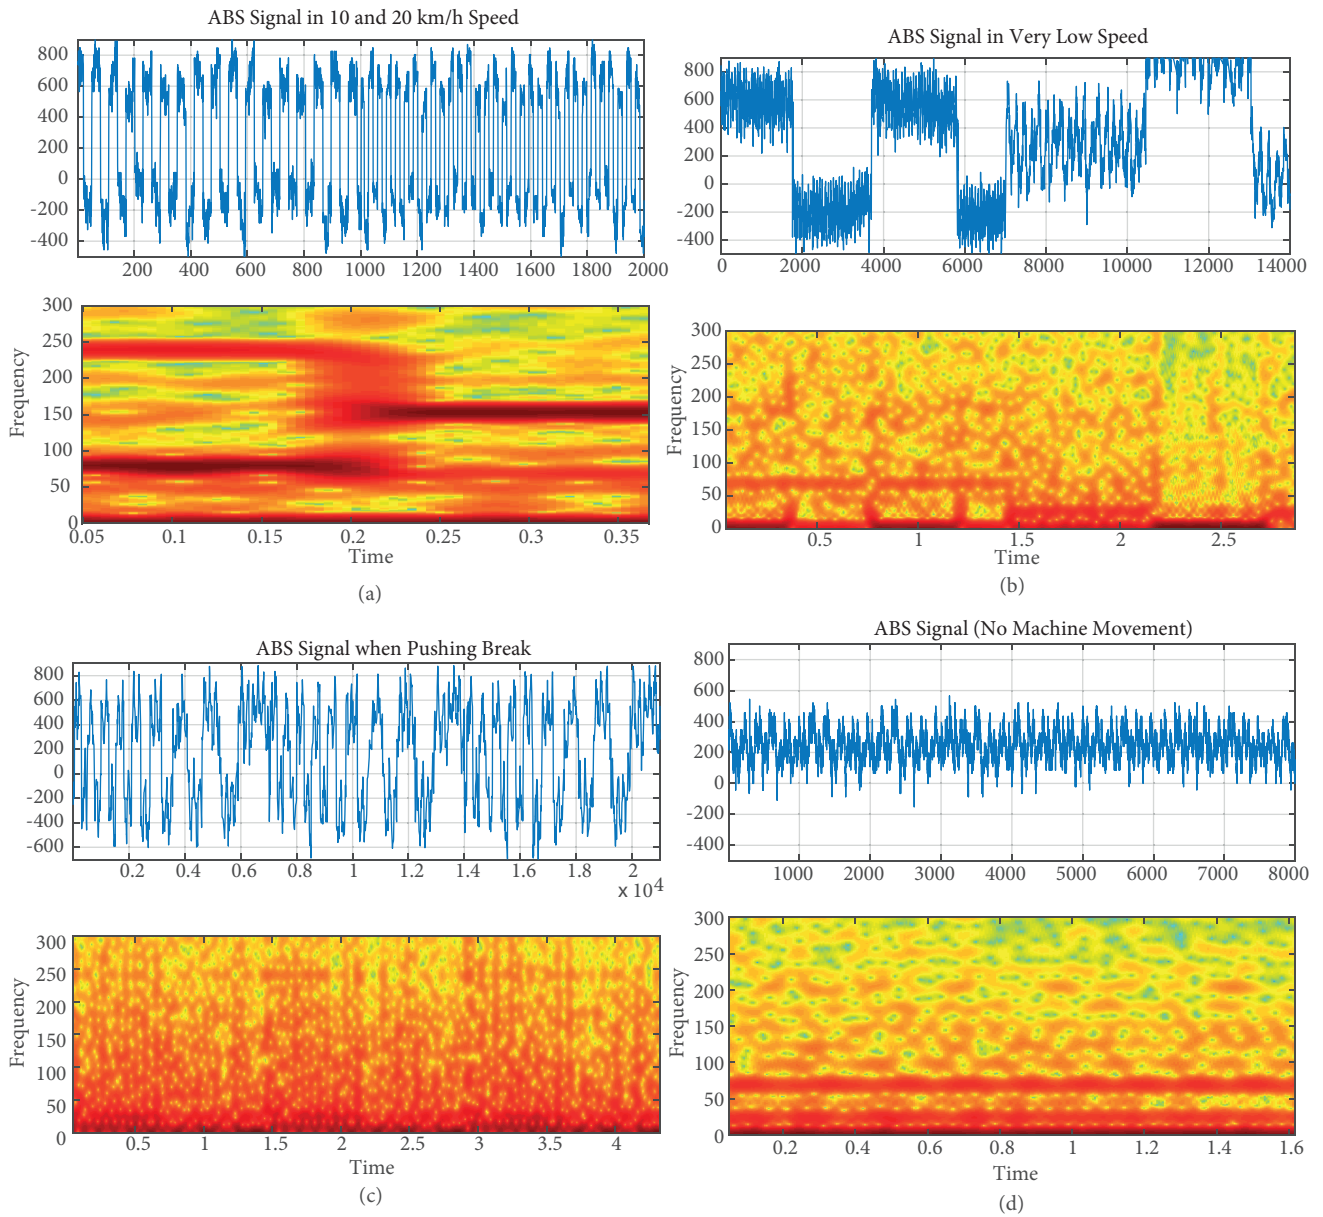 ABS Signal in 10 and 20 km/h Speed
800
600
400
200
0
-200
-400
200 400 600 800 1000 1200 1400 1600 1800 2000
300
250
200
150
100
50
0
Frequency
0.05 0.1 0.15 0.2 0.25 0.3 0.35
Time
(a)
ABS Signal in Very Low Speed
800
600
400
200
0
-200
-400
0 2000 4000 6000 8000 10000 12000 14000
300
250
200
150
100
50
0
Frequency
0.5 1 1.5 2 2.5
Time
(b)
ABS Signal when Pushing Break
800
600
400
200
0
-200
-400
-600
0.2 0.4 0.6 0.8 1 1.2 1.4 1.6 1.8 2
x 10⁴
300
250
200
150
100
50
0
Frequency
0.5 1 1.5 2 2.5 3 3.5 4
Time
(c)
ABS Signal (No Machine Movement)
800
600
400
200
0
-200
-400
1000 2000 3000 4000 5000 6000 7000 8000
300
250
200
150
100
50
0
Frequency
0.2 0.4 0.6 0.8 1 1.2 1.4 1.6
Time
(d)